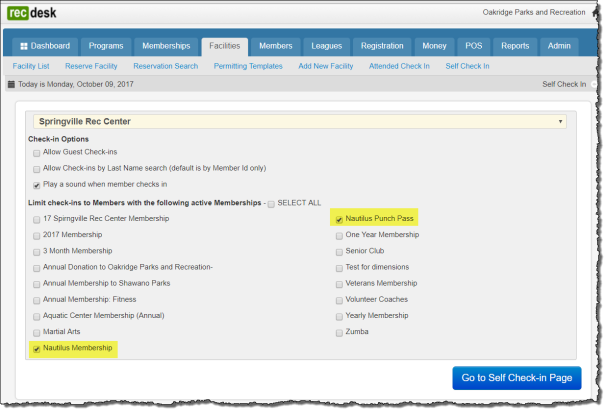 rec desk
Oakridge Parks and Recreation
Dashboard Programs Memberships Facilities Members Leagues Registration Money POS Reports Admin
Facility List Reserve Facility Reservation Search Permitting Templates Add New Facility Attended Check In Self Check In
Today is Monday, October 09, 2017 Self Check In
Springville Rec Center
Check-in Options
Allow Guest Check-ins
Allow Check-ins by Last Name search (default is by Member Id only)
Play a sound when member checks in
Limit check-ins to Members with the following active Memberships - SELECT ALL
17 Spirngville Rec Center Membership Nautilus Punch Pass
2017 Membership One Year Membership
3 Month Membership Senior Club
Annual Donation to Oakridge Parks and Recreation- Test for dimensions
Annual Membership to Shawano Parks Veterans Membership
Annual Membership: Fitness Volunteer Coaches
Aquatic Center Membership (Annual) Yearly Membership
Martial Arts Zumba
Nautilus Membership
Go to Self Check-in Page